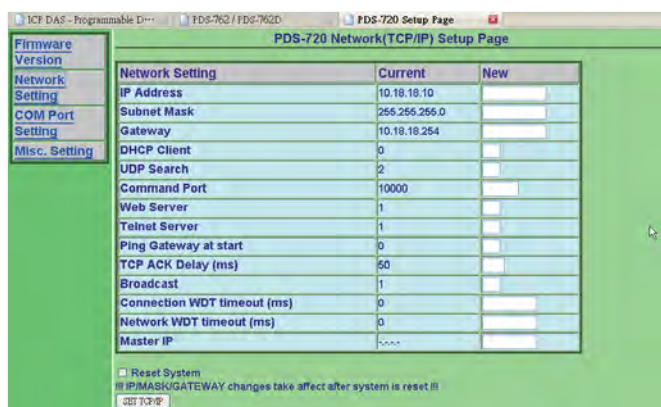 ICP DAS - Programmable D... PDS-762 / PDS-762D PDS-720 Setup Page
PDS-720 Network(TCP/IP) Setup Page
Firmware
Version
Network
Setting
COM Port
Setting
Misc. Setting
Network Setting Current New
IP Address 10.18.18.10
Subnet Mask 255.255.255.0
Gateway 10.18.18.254
DHCP Client 0
UDP Search 2
Command Port 10000
Web Server 1
Telnet Server 1
Ping Gateway at start 0
TCP ACK Delay (ms) 50
Broadcast 1
Connection WDT timeout (ms) 0
Network WDT timeout (ms) 0
Master IP -.-.-.-
Reset System
!!! IP/MASK/GATEWAY changes take affect after system is reset !!!
SET TCP/IP